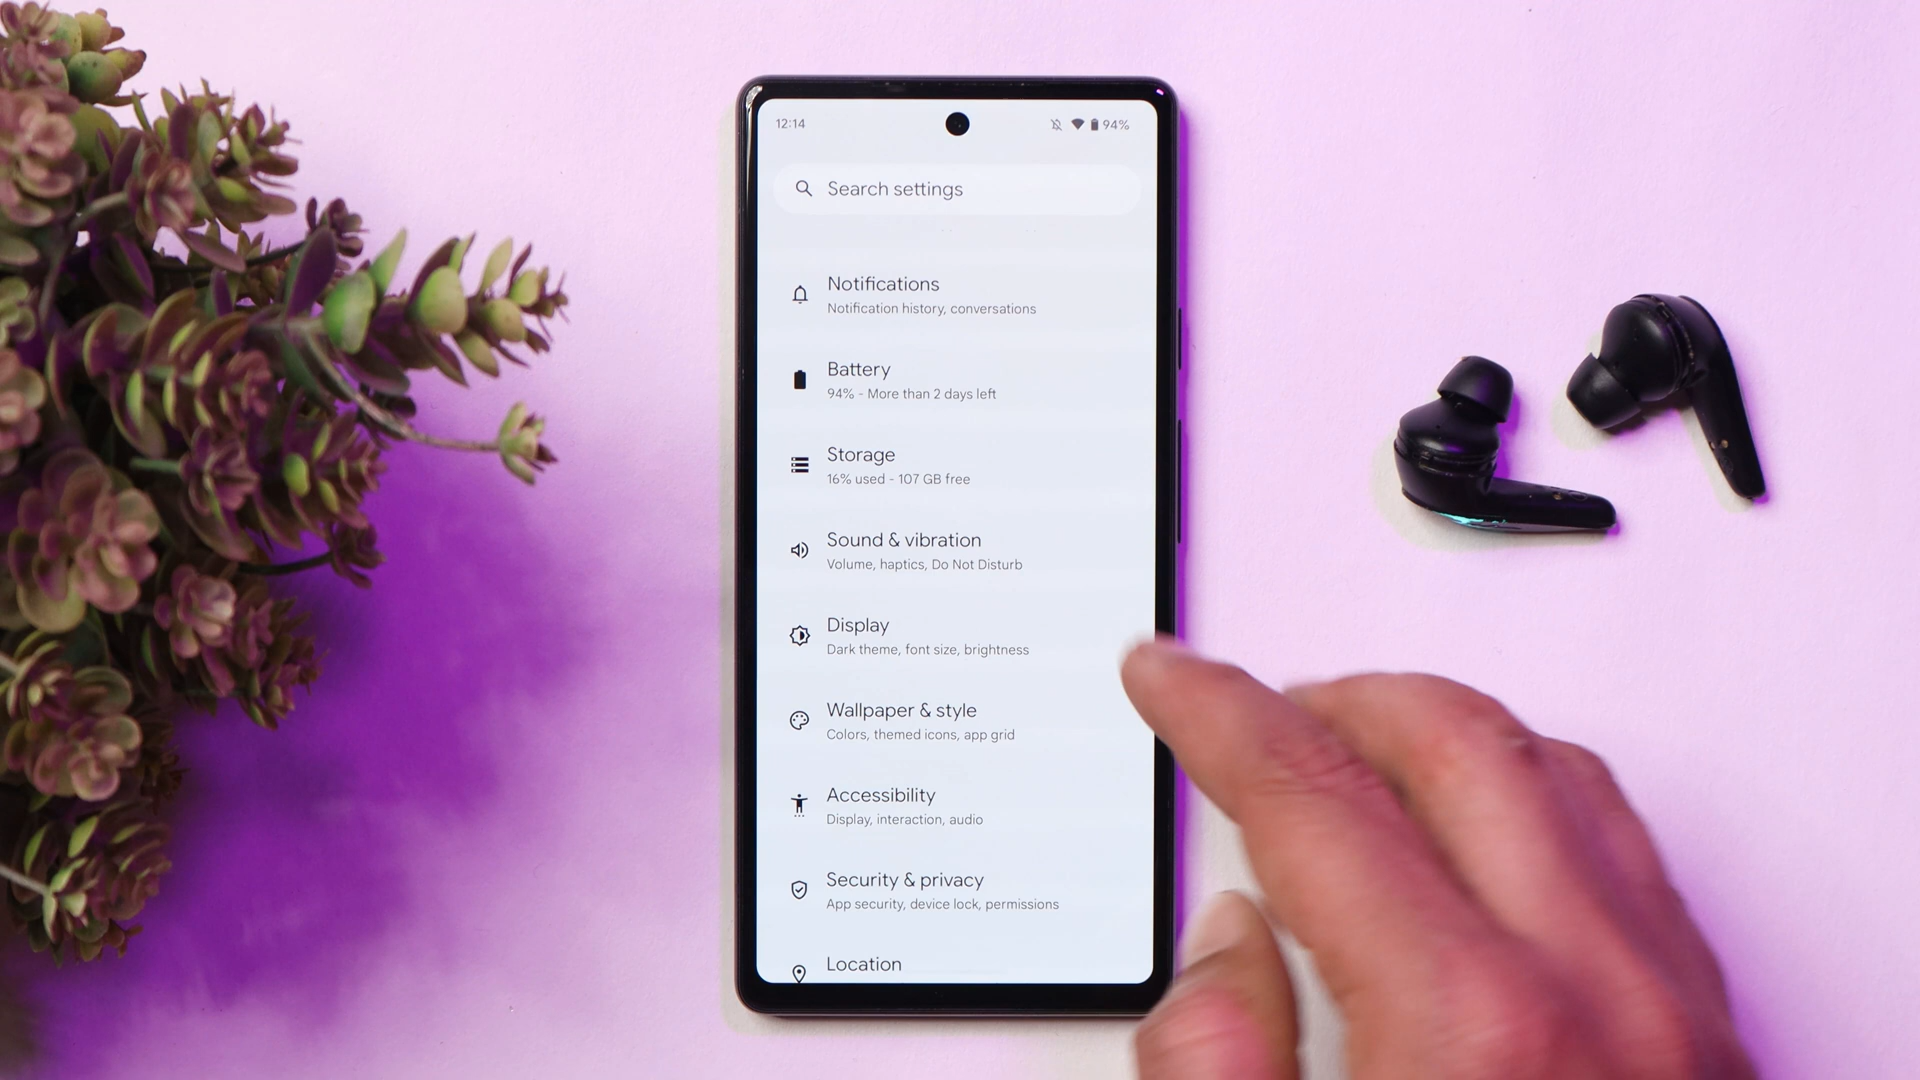 12:14
94%
Search settings
Notifications
Notification history, conversations
Battery
94% - More than 2 days left
Storage
16% used - 107 GB free
Sound & vibration
Volume, haptics, Do Not Disturb
Display
Dark theme, font size, brightness
Wallpaper & style
Colors, themed icons, app grid
Accessibility
Display, interaction, audio
Security & privacy
App security, device lock, permissions
Location